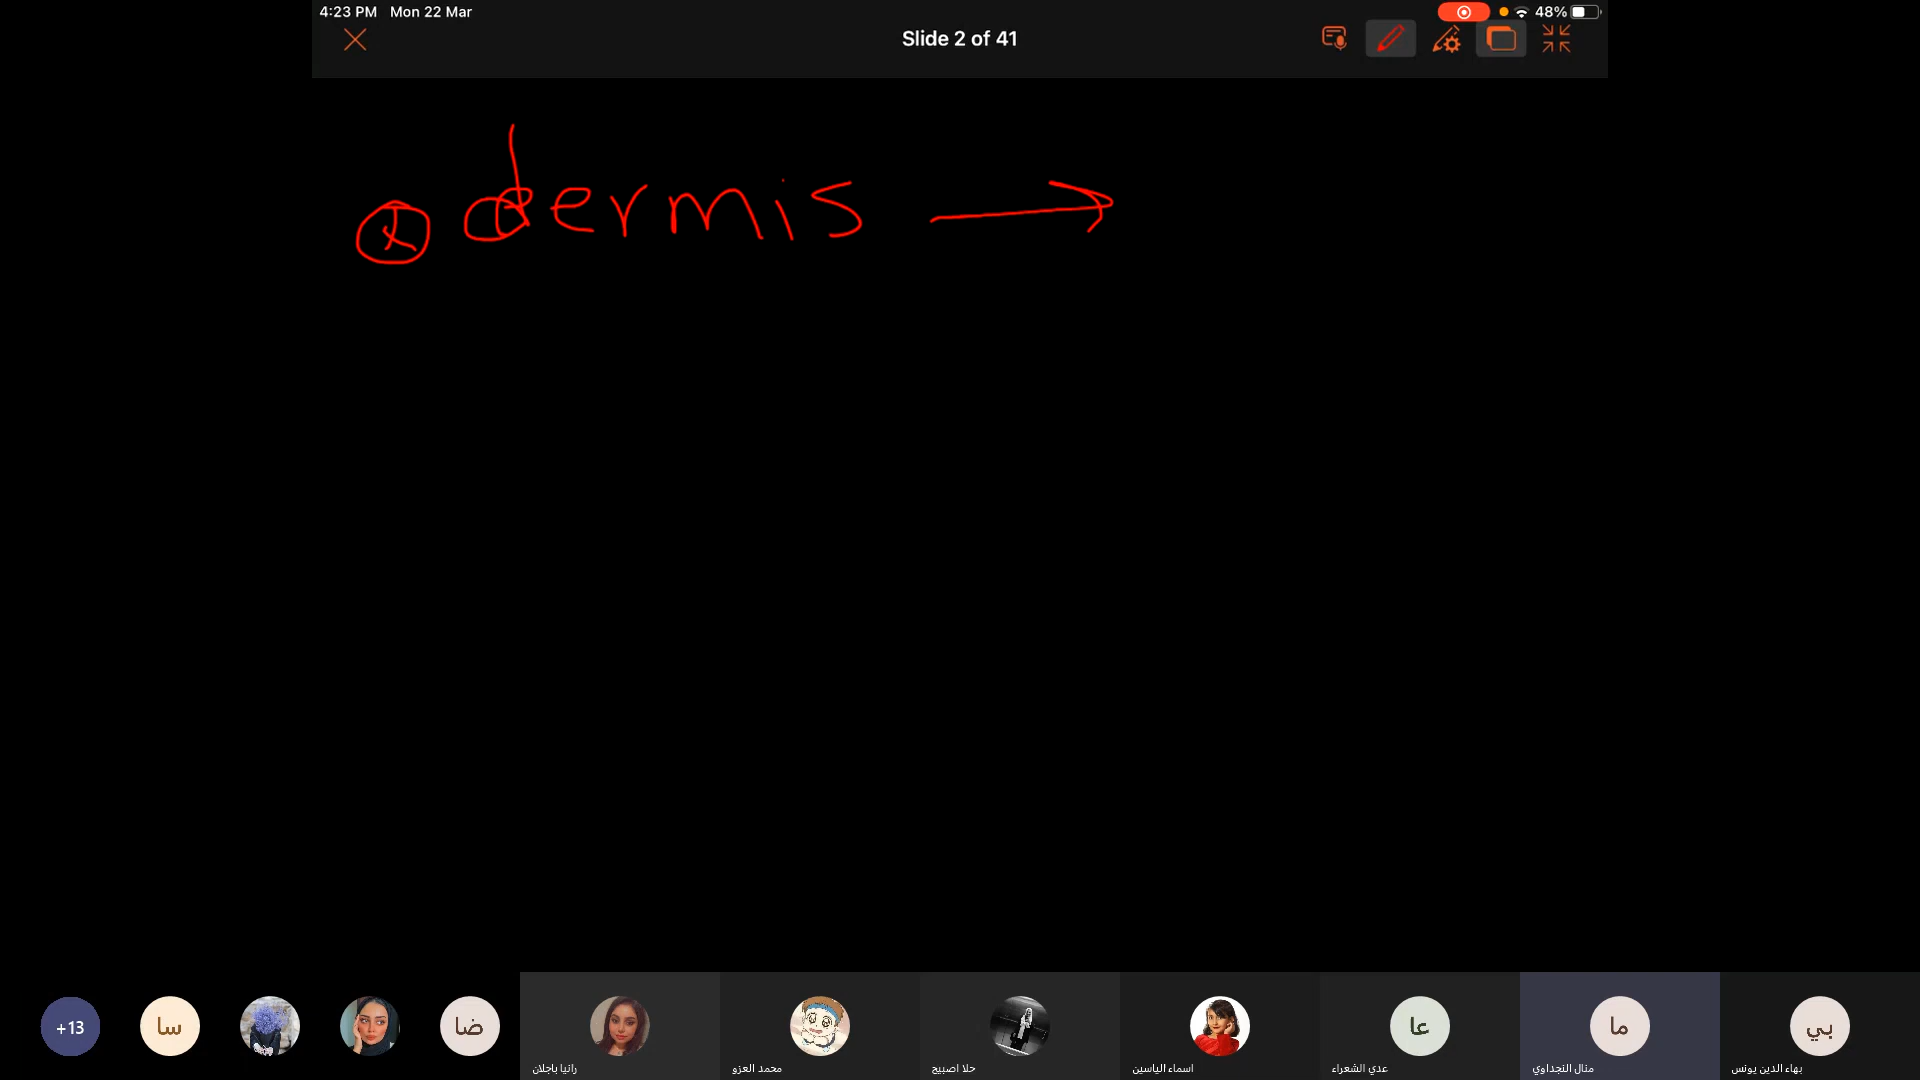 4:23 PM Mon 22 Mar 48%
Slide 2 of 41
dermis →
+13 سا ضا عا ما بي
رانيا باجلان محمد العزو حلا اصبيح اسماء الياسين عدي الشعراء منال النجداوي بهاء الدين يونس